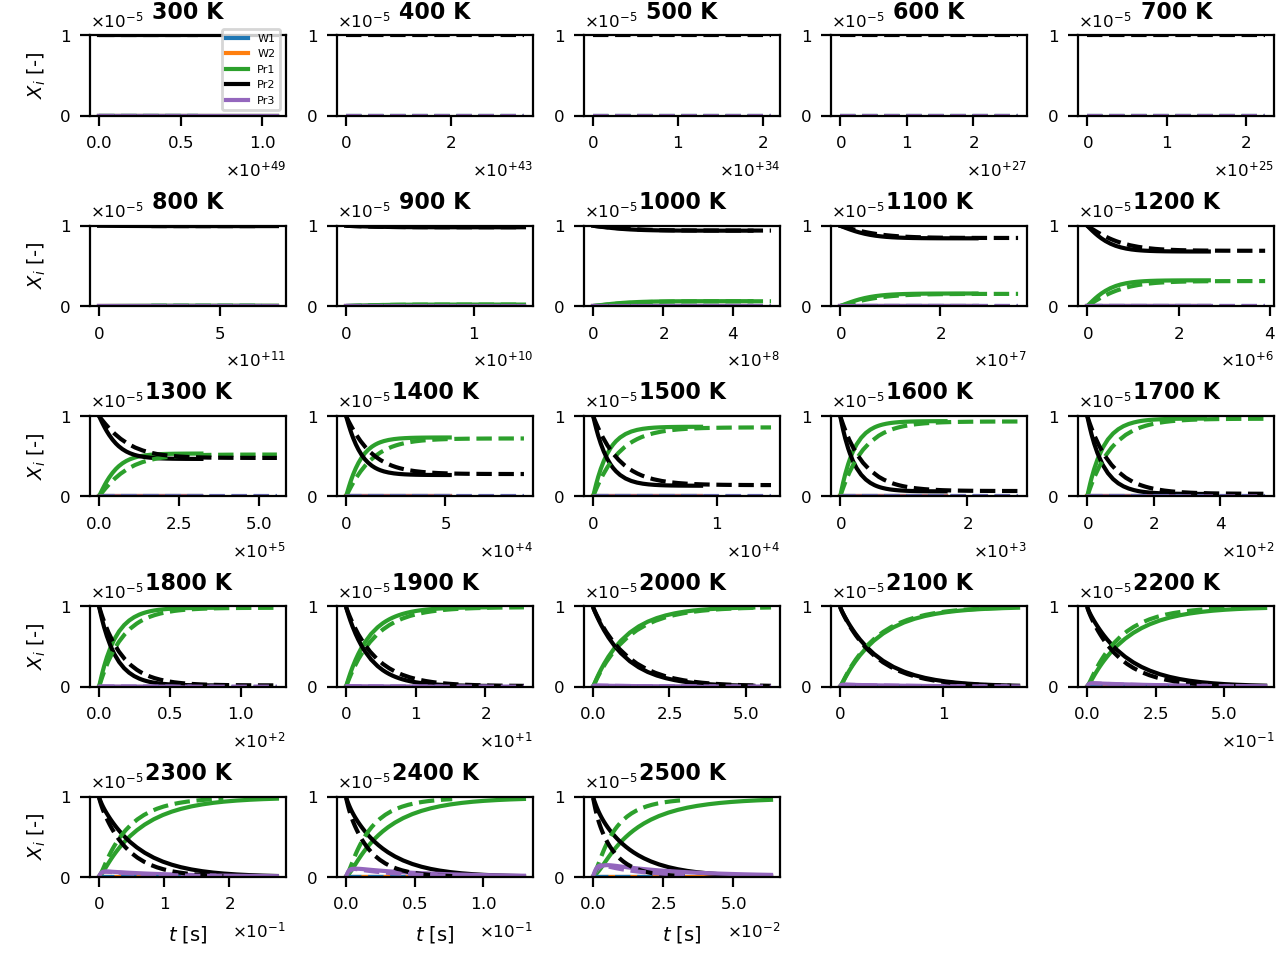 ×10⁻⁵ 300 K ×10⁻⁵ 400 K ×10⁻⁵ 500 K ×10⁻⁵ 600 K ×10⁻⁵ 700 K
W1
W2
Pr1
Pr2
Pr3
Xᵢ [-]
1 0 1 0 1 0 1 0 1 0
0.0 0.5 1.0 0 2 0 1 2 0 1 2 0 1 2
×10⁺⁴⁹ ×10⁺⁴³ ×10⁺³⁴ ×10⁺²⁷ ×10⁺²⁵
×10⁻⁵ 800 K ×10⁻⁵ 900 K ×10⁻⁵ 1000 K ×10⁻⁵ 1100 K ×10⁻⁵ 1200 K
Xᵢ [-]
1 0 1 0 1 0 1 0 1 0
0 5 0 1 0 2 4 0 2 0 2 4
×10⁺¹¹ ×10⁺¹⁰ ×10⁺⁸ ×10⁺⁷ ×10⁺⁶
×10⁻⁵ 1300 K ×10⁻⁵ 1400 K ×10⁻⁵ 1500 K ×10⁻⁵ 1600 K ×10⁻⁵ 1700 K
Xᵢ [-]
1 0 1 0 1 0 1 0 1 0
0.0 2.5 5.0 0 5 0 1 0 2 0 2 4
×10⁺⁵ ×10⁺⁴ ×10⁺⁴ ×10⁺³ ×10⁺²
×10⁻⁵ 1800 K ×10⁻⁵ 1900 K ×10⁻⁵ 2000 K ×10⁻⁵ 2100 K ×10⁻⁵ 2200 K
Xᵢ [-]
1 0 1 0 1 0 1 0 1 0
0.0 0.5 1.0 0 1 2 0.0 2.5 5.0 0 1 0.0 2.5 5.0
×10⁺² ×10⁺¹ ×10⁻¹
×10⁻⁵ 2300 K ×10⁻⁵ 2400 K ×10⁻⁵ 2500 K
Xᵢ [-]
1 0 1 0 1 0
0 1 2 0.0 0.5 1.0 0.0 2.5 5.0
t [s] ×10⁻¹ t [s] ×10⁻¹ t [s] ×10⁻²